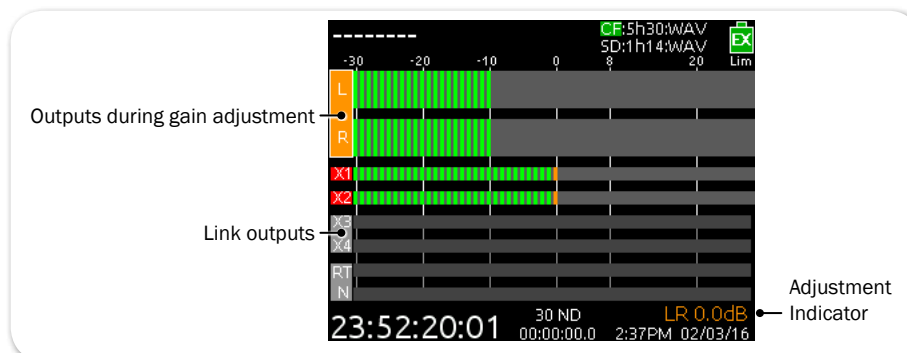 --------
CF:5h30:WAV
SD:1h14:WAV
EX
-30 -20 -10 0 8 20 Lim
L
Outputs during gain adjustment
R
X1
X2
X3
Link outputs
X4
RT
N
Adjustment
Indicator
23:52:20:01
30 ND
00:00:00.0
LR 0.0dB
2:37PM 02/03/16